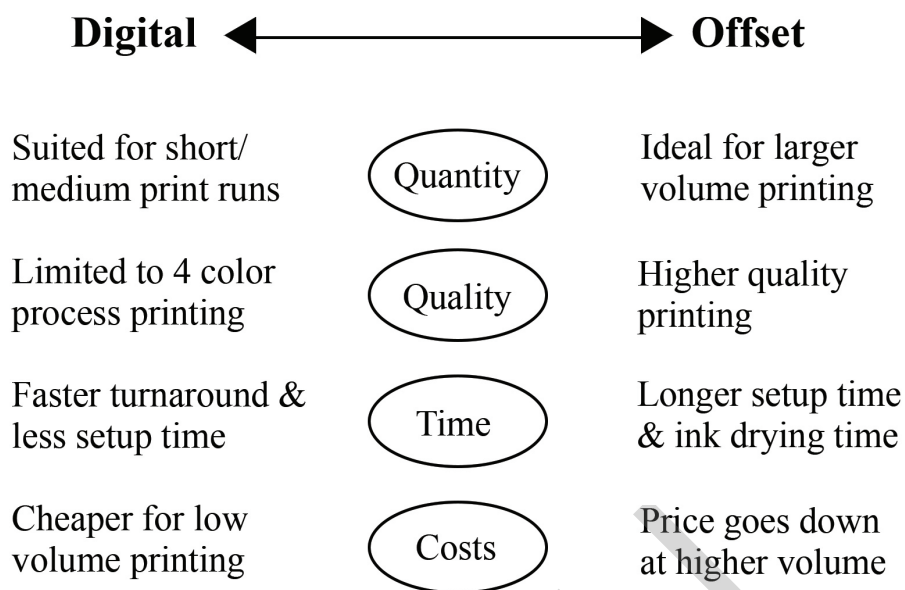 Digital Offset
Suited for short/
medium print runs
Quantity
Ideal for larger
volume printing
Limited to 4 color
process printing
Quality
Higher quality
printing
Faster turnaround &
less setup time
Time
Longer setup time
& ink drying time
Cheaper for low
volume printing
Costs
Price goes down
at higher volume